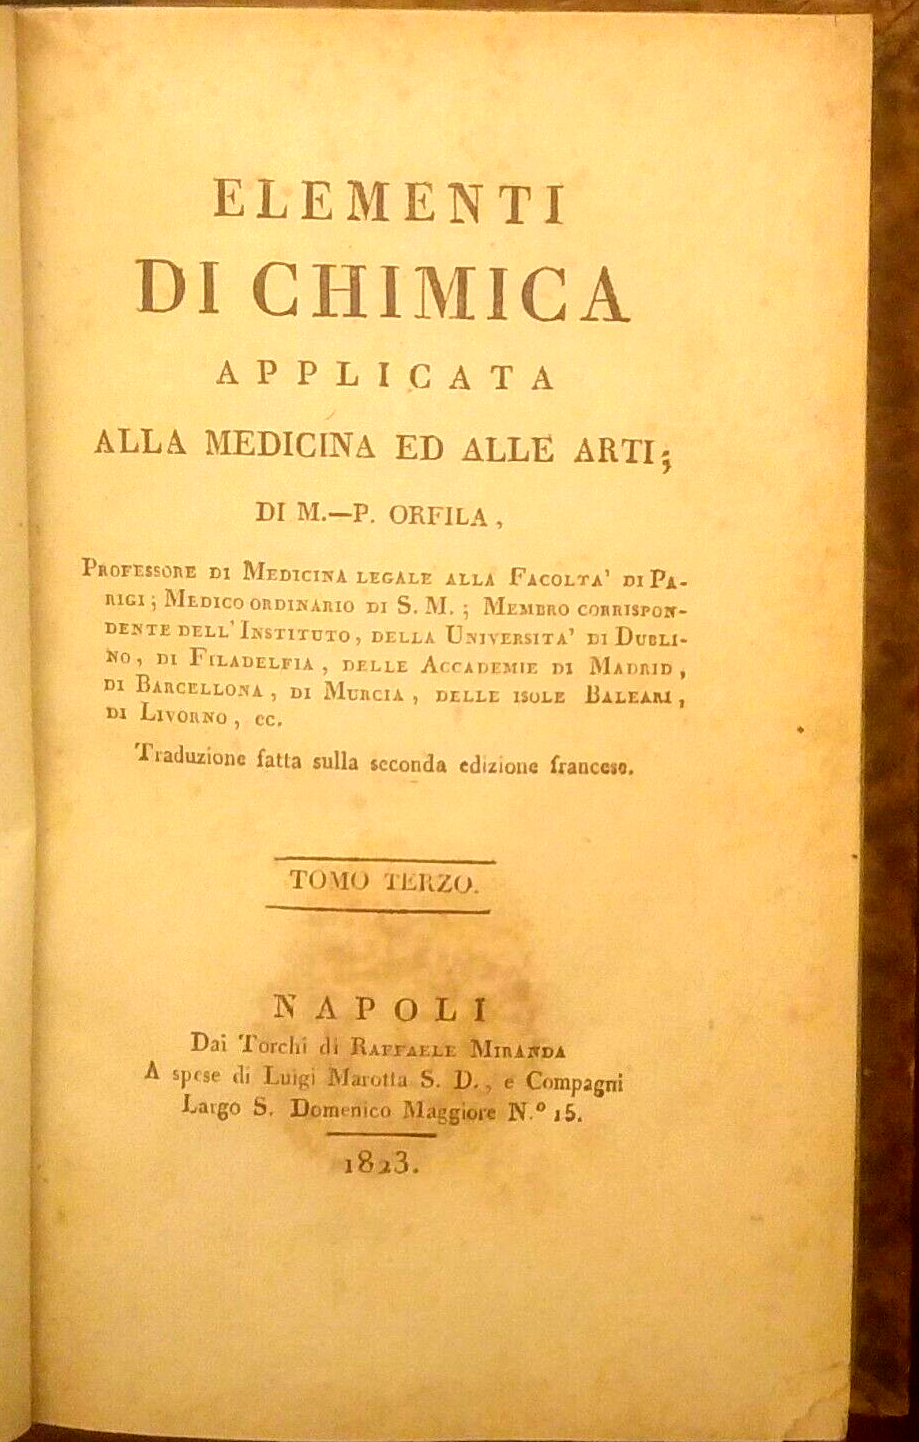 ELEMENTI
DI CHIMICA
APPLICATA
ALLA MEDICINA ED ALLE ARTI;
DI M.—P. ORFILA,
PROFESSORE DI MEDICINA LEGALE ALLA FACOLTA' DI PA-
RIGI; MEDICO ORDINARIO DI S. M.; MEMBRO CORRISPON-
DENTE DELL'INSTITUTO, DELLA UNIVERSITA' DI DUBLI-
NO, DI FILADELFIA, DELLE ACCADEMIE DI MADRID,
DI BARCELLONA, DI MURCIA, DELLE ISOLE BALEARI,
DI LIVORNO, CC.
Traduzione fatta sulla seconda edizione francese.
TOMO TERZO.
NAPOLI
Dai Torchi di RAFFAELE MIRANDA
A spese di Luigi Marotta S. D., e Compagni
Largo S. Domenico Maggiore N.º 15.
1823.